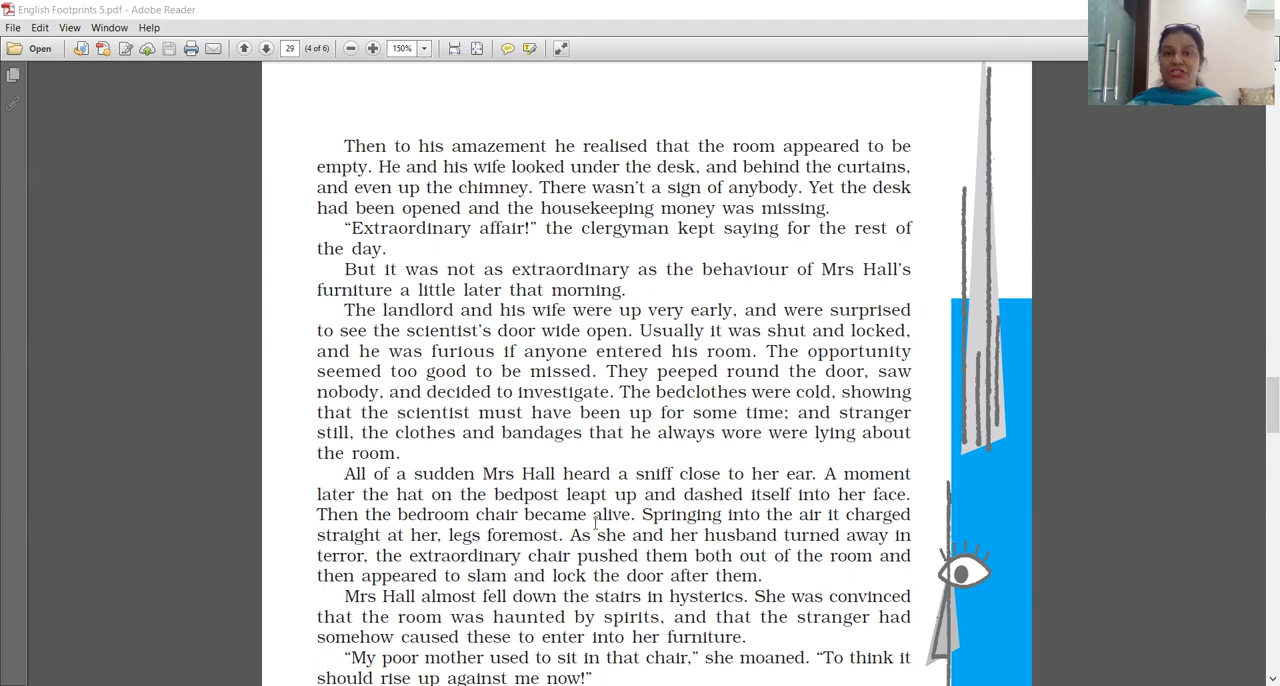 English Footprints 5.pdf - Adobe Reader
File Edit View Window Help
Open 29 (4 of 6) 150%
Then to his amazement he realised that the room appeared to be
empty. He and his wife looked under the desk, and behind the curtains,
and even up the chimney. There wasn't a sign of anybody. Yet the desk
had been opened and the housekeeping money was missing.
“Extraordinary affair!” the clergyman kept saying for the rest of
the day.
But it was not as extraordinary as the behaviour of Mrs Hall's
furniture a little later that morning.
The landlord and his wife were up very early, and were surprised
to see the scientist's door wide open. Usually it was shut and locked,
and he was furious if anyone entered his room. The opportunity
seemed too good to be missed. They peeped round the door, saw
nobody, and decided to investigate. The bedclothes were cold, showing
that the scientist must have been up for some time; and stranger
still, the clothes and bandages that he always wore were lying about
the room.
All of a sudden Mrs Hall heard a sniff close to her ear. A moment
later the hat on the bedpost leapt up and dashed itself into her face.
Then the bedroom chair became alive. Springing into the air it charged
straight at her, legs foremost. As she and her husband turned away in
terror, the extraordinary chair pushed them both out of the room and
then appeared to slam and lock the door after them.
Mrs Hall almost fell down the stairs in hysterics. She was convinced
that the room was haunted by spirits, and that the stranger had
somehow caused these to enter into her furniture.
“My poor mother used to sit in that chair,” she moaned. “To think it
should rise up against me now!”